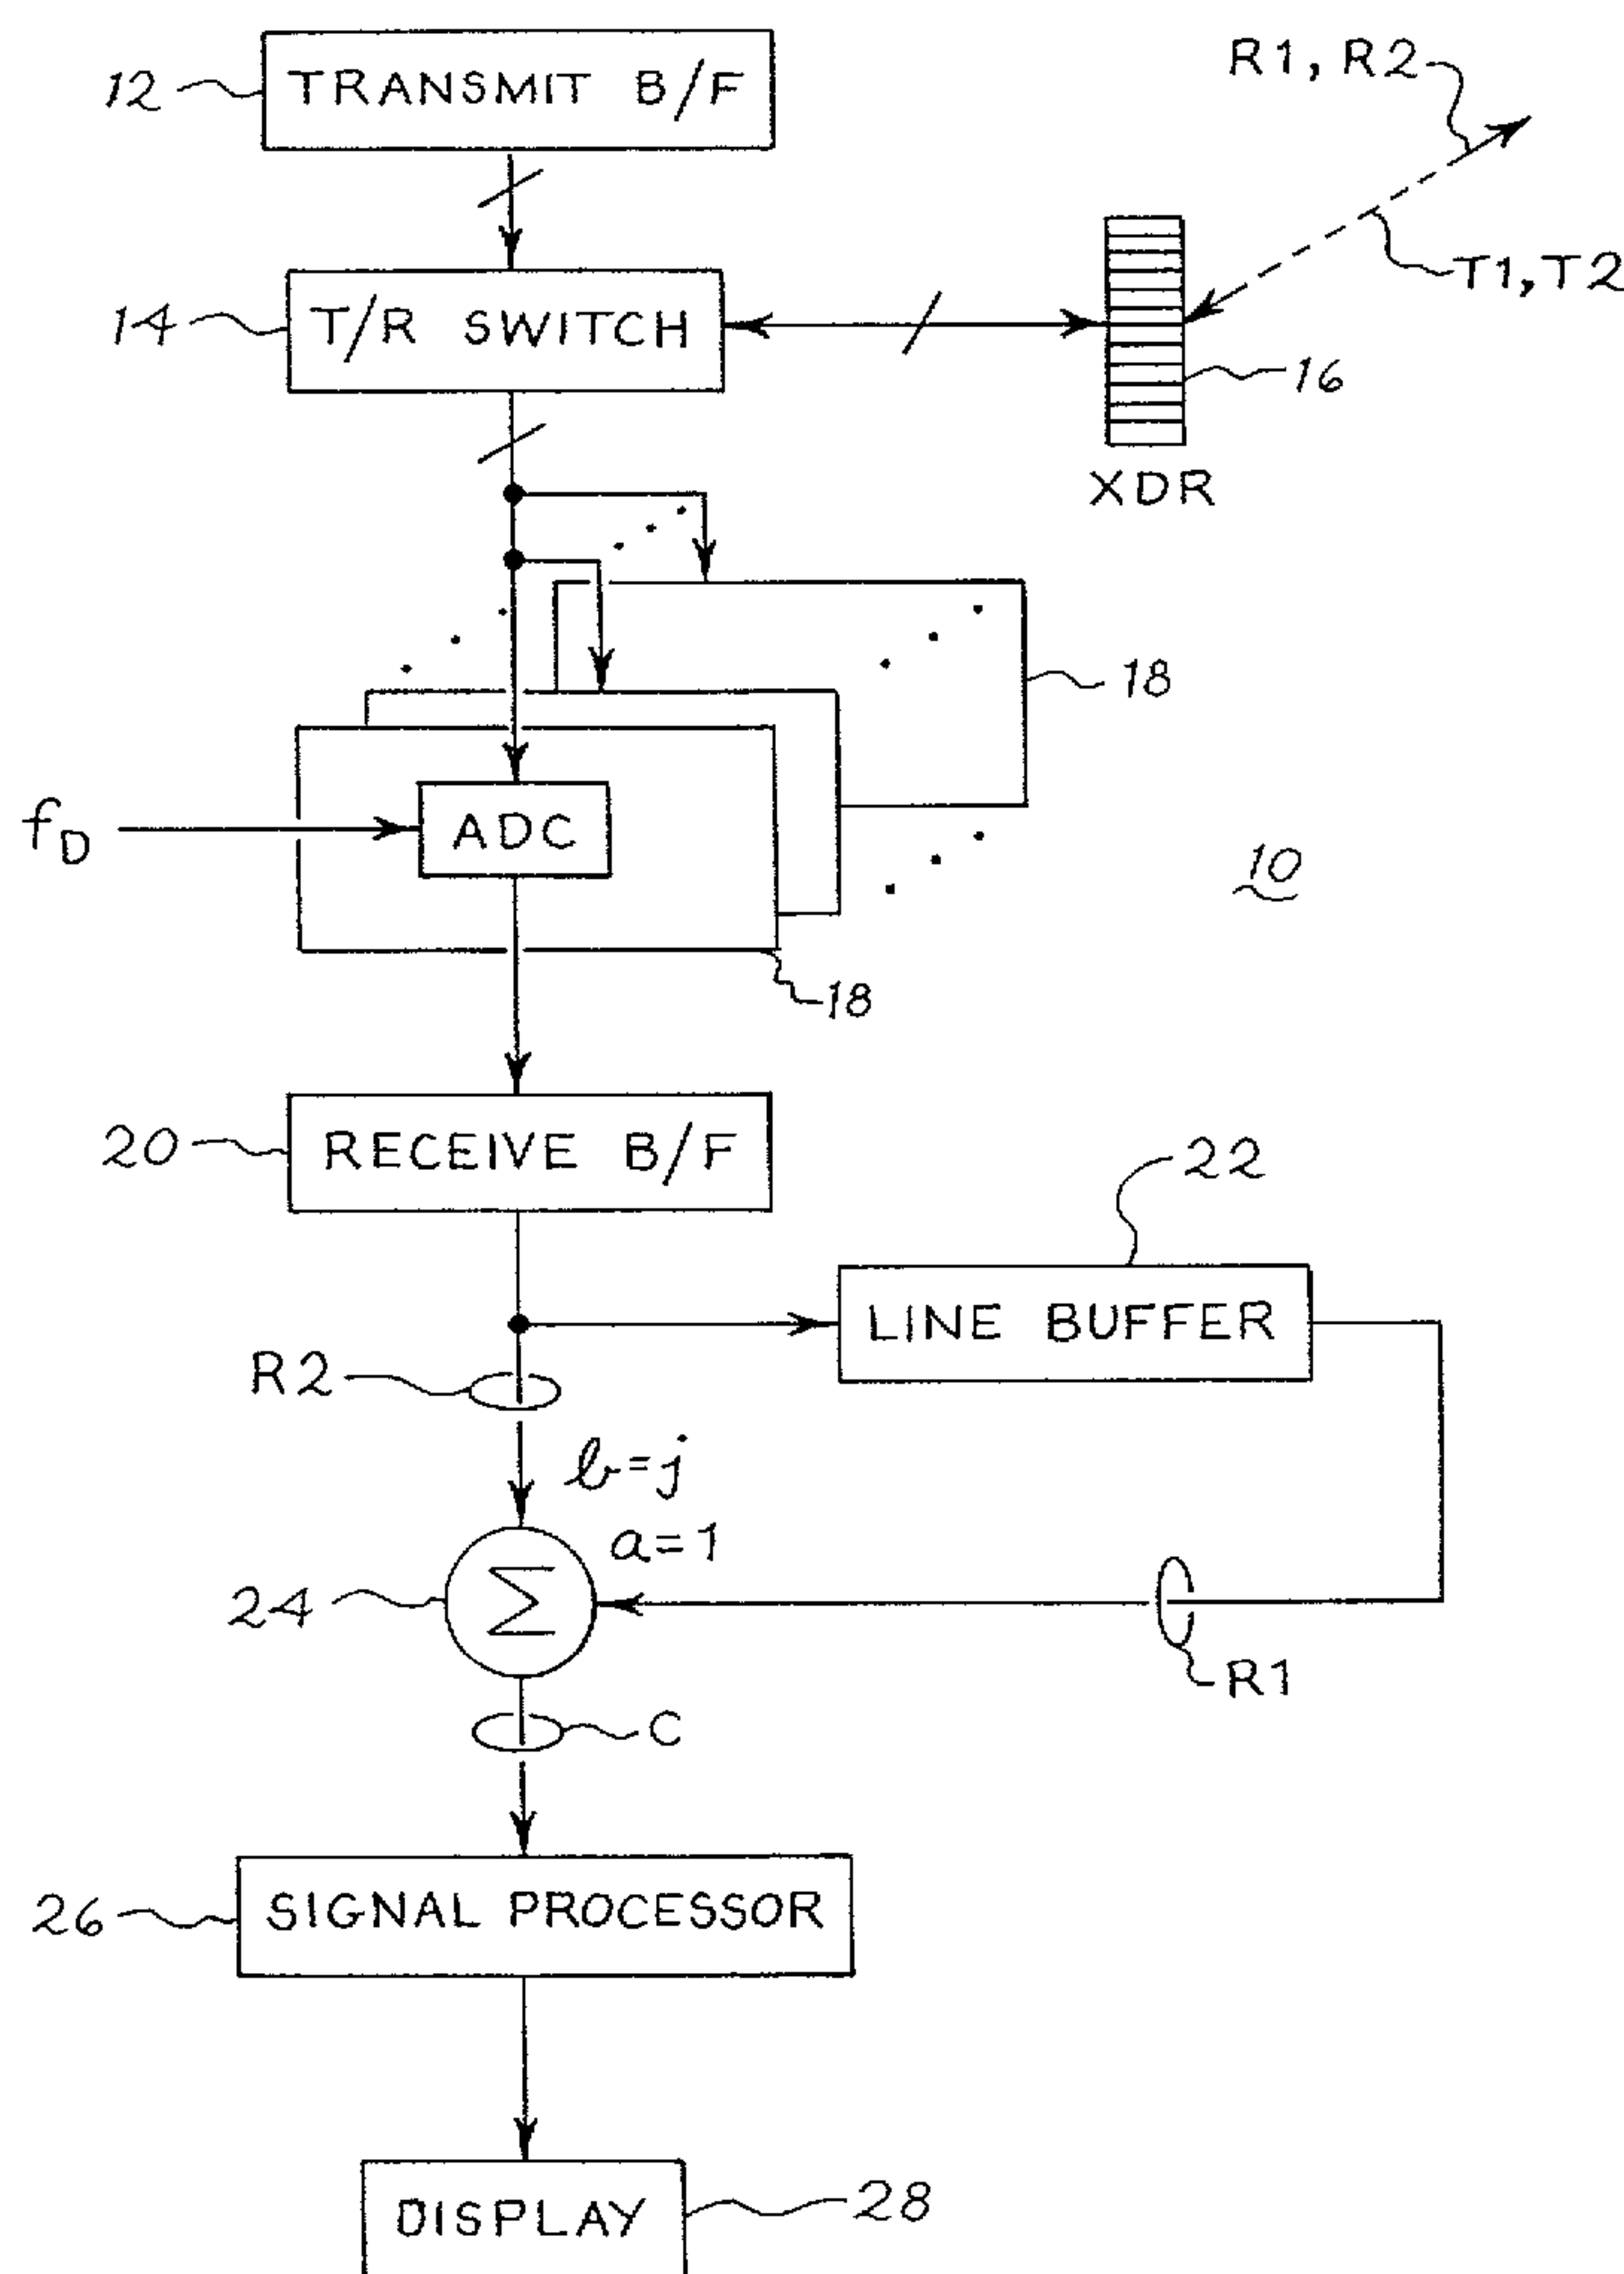 R1, R2
12
TRANSMIT B/F
T1, T2
14
T/R SWITCH
16
XDR
18
fD
ADC
10
18
20
RECEIVE B/F
22
LINE BUFFER
R2
b=j
a=1
24
Σ
R1
C
26
SIGNAL PROCESSOR
DISPLAY
28